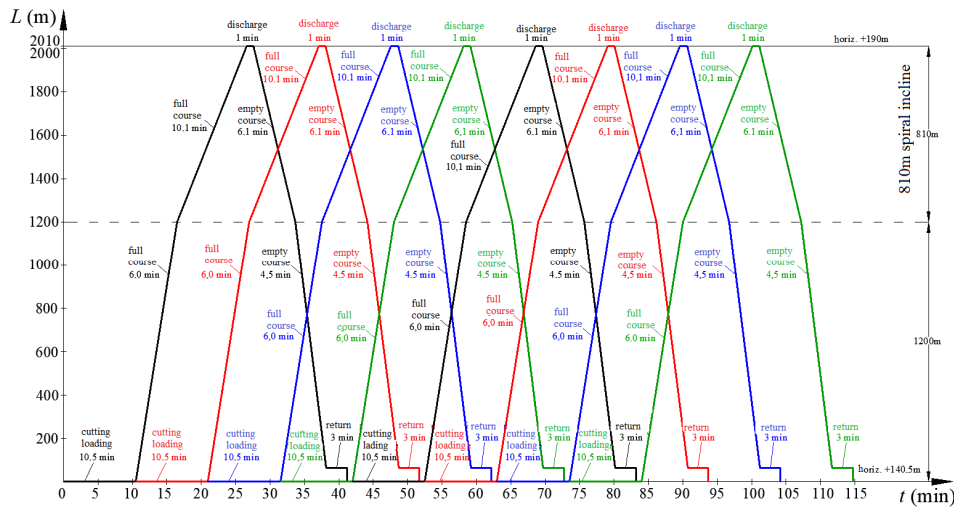 L (m)
discharge
1 min
discharge
1 min
discharge
1 min
discharge
1 min
discharge
1 min
discharge
1 min
discharge
1 min
discharge
1 min
horiz. +190m
2010
2000
1800
1600
1400
1200
1000
800
600
400
200
full
course
10,1 min
full
course
10,1 min
full
course
10,1 min
full
course
10,1 min
full
course
10,1 min
full
course
10,1 min
full
course
10,1 min
full
course
10,1 min
empty
course
6.1 min
empty
course
6,1 min
empty
course
6,1 min
empty
course
6,1 min
empty
course
6.1 min
empty
course
6,1 min
empty
course
6,1 min
empty
course
6.1 min
810m spiral incline
810m
full
course
6,0 min
full
course
6,0 min
full
course
6,0 min
full
course
6,0 min
full
course
6,0 min
full
course
6,0 min
full
course
6,0 min
full
course
6,0 min
empty
course
4,5 min
empty
course
4,5 min
empty
course
4.5 min
empty
course
4,5 min
empty
course
4,5 min
empty
course
4,5 min
empty
course
4,5 min
empty
course
4,5 min
1200m
cutting
loading
10,5 min
cutting
loading
10,5 min
cutting
loading
10,5 min
cutting
loading
10,5 min
cutting
lading
10,5 min
cutting
loading
10,5 min
cutting
loading
10,5 min
cutting
loading
10,5 min
return
3 min
return
3 min
return
3 min
return
3 min
return
3 min
return
3 min
return
3 min
return
3 min
horiz. +140.5m
0 5 10 15 20 25 30 35 40 45 50 55 60 65 70 75 80 84 90 95 100 105 110 115
t (min)